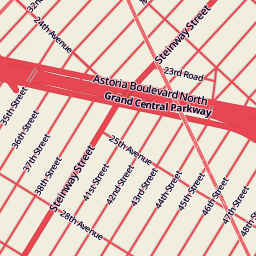 24th Avenue
Steinway Street
23rd Road
Astoria Boulevard North
Grand Central Parkway
35th Street
36th Street
37th Street
38th Street
Steinway Street
25th Avenue
41st Street
42nd Street
43rd Street
44th Street
45th Street
46th Street
47th Street
28th Avenue